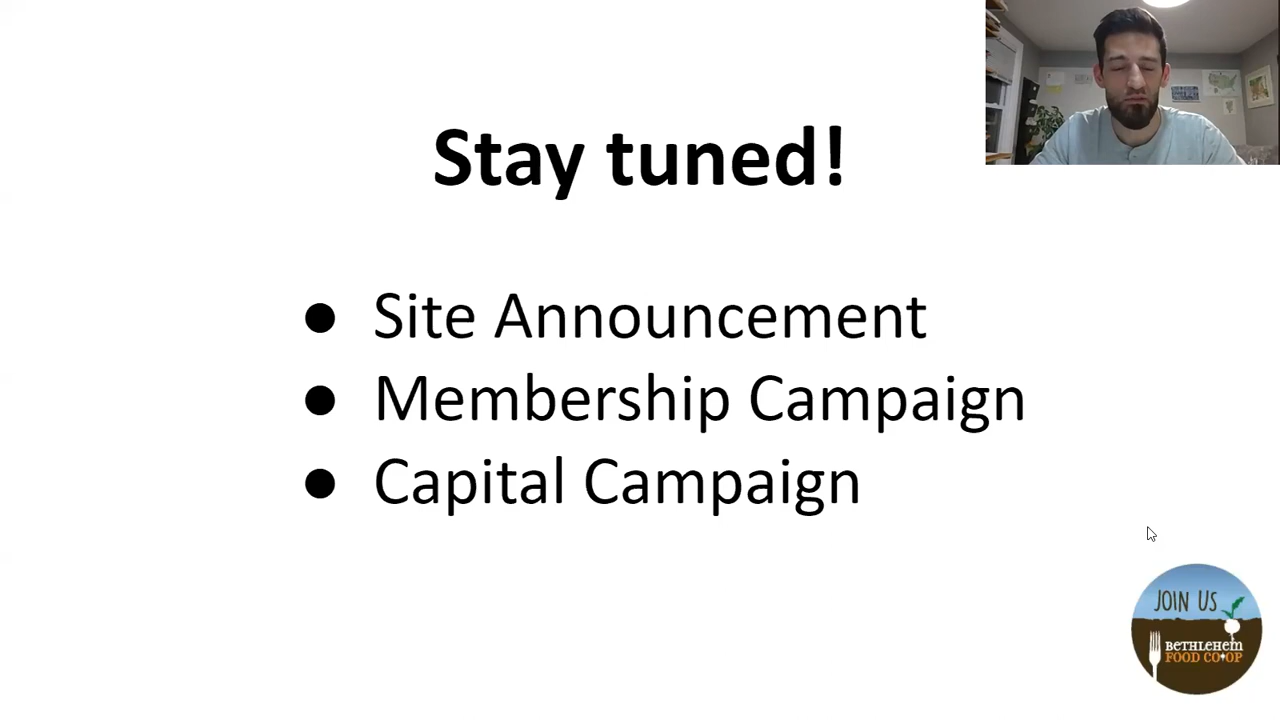 Stay tuned!
● Site Announcement
● Membership Campaign
● Capital Campaign
JOIN US
BETHLEHEM
FOOD CO•OP